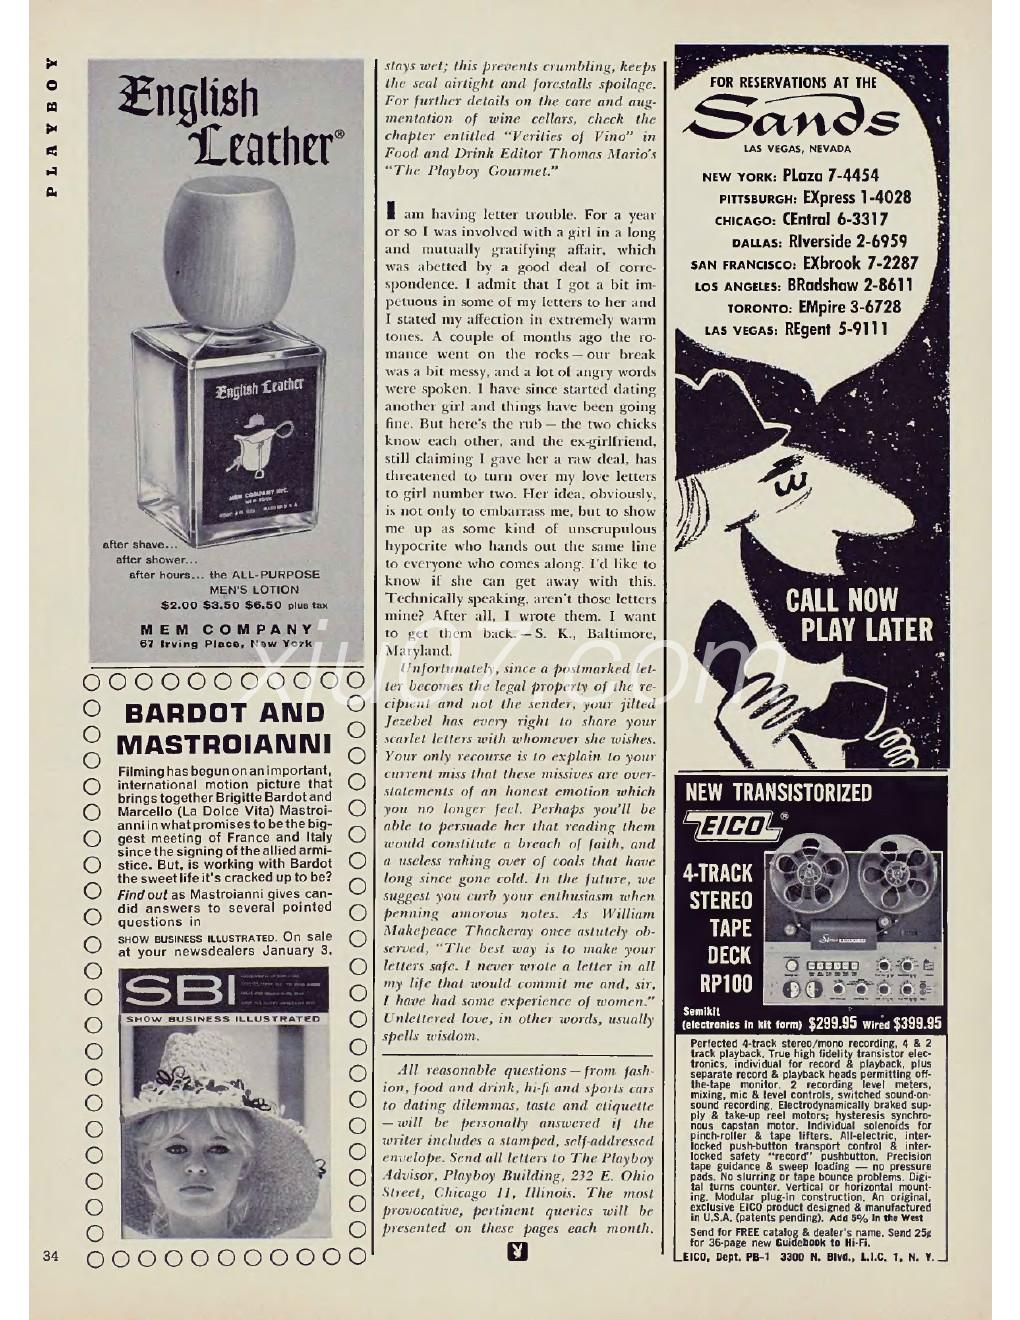 PLAYBOY
English
Leather®
English Leather
MEM COMPANY INC.
after shave...
after shower...
after hours... the ALL-PURPOSE
MEN'S LOTION
$2.00 $3.50 $6.50 plus tax
MEM COMPANY
67 Irving Place, New York
BARDOT AND
MASTROIANNI
Filming has begun on an important,
international motion picture that
brings together Brigitte Bardot and
Marcello (La Dolce Vita) Mastroi-
anni in what promises to be the big-
gest meeting of France and Italy
since the signing of the allied armi-
stice. But, is working with Bardot
the sweet life it's cracked up to be?
Find out as Mastroianni gives can-
did answers to several pointed
questions in
SHOW BUSINESS ILLUSTRATED. On sale
at your newsdealers January 3.
SBI
SHOW BUSINESS ILLUSTRATED
34
stays wet; this prevents crumbling, keeps
the seal airtight and forestalls spoilage.
For further details on the care and aug-
mentation of wine cellars, check the
chapter entitled "Verities of Vino" in
Food and Drink Editor Thomas Mario's
"The Playboy Gourmet."
I am having letter trouble. For a year
or so I was involved with a girl in a long
and mutually gratifying affair, which
was abetted by a good deal of corre-
spondence. I admit that I got a bit im-
petuous in some of my letters to her and
I stated my affection in extremely warm
tones. A couple of months ago the ro-
mance went on the rocks — our break
was a bit messy, and a lot of angry words
were spoken. I have since started dating
another girl and things have been going
fine. But here's the rub — the two chicks
know each other, and the ex-girlfriend,
still claiming I gave her a raw deal, has
threatened to turn over my love letters
to girl number two. Her idea, obviously,
is not only to embarrass me, but to show
me up as some kind of unscrupulous
hypocrite who hands out the same line
to everyone who comes along. I'd like to
know if she can get away with this.
Technically speaking, aren't those letters
mine? After all, I wrote them. I want
to get them back. — S. K., Baltimore,
Maryland.
Unfortunately, since a postmarked let-
ter becomes the legal property of the re-
cipient and not the sender, your jilted
Jezebel has every right to share your
scarlet letters with whomever she wishes.
Your only recourse is to explain to your
current miss that these missives are over-
statements of an honest emotion which
you no longer feel. Perhaps you'll be
able to persuade her that reading them
would constitute a breach of faith, and
a useless raking over of coals that have
long since gone cold. In the future, we
suggest you curb your enthusiasm when
penning amorous notes. As William
Makepeace Thackeray once astutely ob-
served, "The best way is to make your
letters safe. I never wrote a letter in all
my life that would commit me and, sir,
I have had some experience of women."
Unlettered love, in other words, usually
spells wisdom.
All reasonable questions — from fash-
ion, food and drink, hi-fi and sports cars
to dating dilemmas, taste and etiquette
— will be personally answered if the
writer includes a stamped, self-addressed
envelope. Send all letters to The Playboy
Advisor, Playboy Building, 232 E. Ohio
Street, Chicago 11, Illinois. The most
provocative, pertinent queries will be
presented on these pages each month.
FOR RESERVATIONS AT THE
Sands
LAS VEGAS, NEVADA
NEW YORK: PLaza 7-4454
PITTSBURGH: EXpress 1-4028
CHICAGO: CEntral 6-3317
DALLAS: RIverside 2-6959
SAN FRANCISCO: EXbrook 7-2287
LOS ANGELES: BRadshaw 2-8611
TORONTO: EMpire 3-6728
LAS VEGAS: REgent 5-9111
CALL NOW
PLAY LATER
NEW TRANSISTORIZED
EICO®
4-TRACK
STEREO
TAPE
DECK
RP100
Semikit
(electronics in kit form) $299.95 Wired $399.95
Perfected 4-track stereo/mono recording, 4 & 2
track playback. True high fidelity transistor elec-
tronics, individual for record & playback, plus
separate record & playback heads permitting off-
the-tape monitor. 2 recording level meters,
mixing, mic & level controls, switched sound-on-
sound recording. Electrodynamically braked sup-
ply & take-up reel motors; hysteresis synchro-
nous capstan motor. Individual solenoids for
pinch-roller & tape lifters. All-electric, inter-
locked push-button transport control & inter-
locked safety "record" pushbutton. Precision
tape guidance & sweep loading — no pressure
pads. No slurring or tape bounce problems. Digi-
tal turns counter. Vertical or horizontal mount-
ing. Modular plug-in construction. An original,
exclusive EICO product designed & manufactured
in U.S.A. (patents pending). Add 5% in the West
Send for FREE catalog & dealer's name. Send 25¢
for 36-page new Guidebook to Hi-Fi.
EICO, Dept. PB-1 3300 N. Blvd., L.I.C. 1, N. Y.
xiu07.com